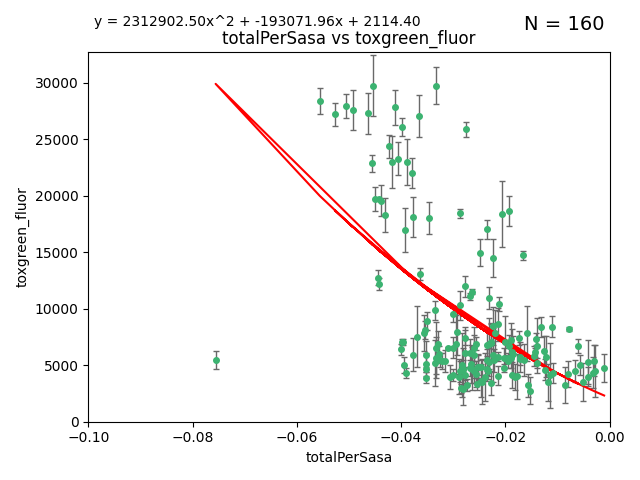 y = 2312902.50x^2 + -193071.96x + 2114.40
N = 160
totalPerSasa vs toxgreen_fluor
30000
25000
20000
15000
10000
5000
0
toxgreen_fluor
−0.10
−0.08
−0.06
−0.04
−0.02
0.00
totalPerSasa